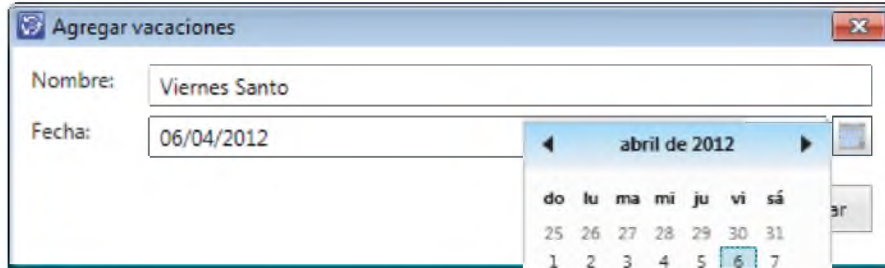 Agregar vacaciones
Nombre: Viernes Santo
Fecha: 06/04/2012
abril de 2012
do lu ma mi ju vi sá
25 26 27 28 29 30 31
ar
1 2 3 4 5 6 7